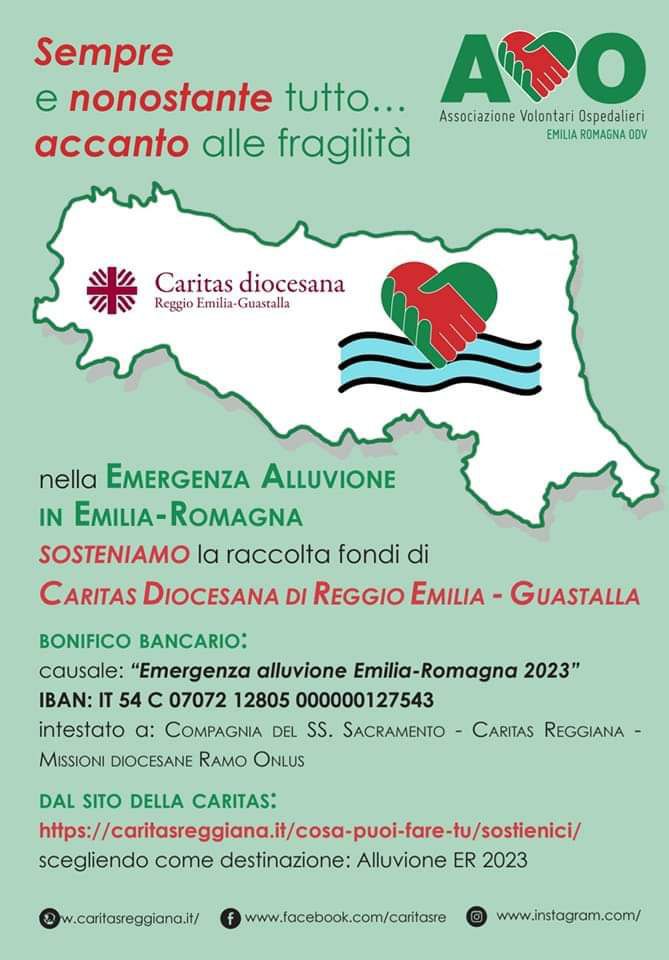 Sempre
e nonostante tutto...
accanto alle fragilità
AVO
Associazione Volontari Ospedalieri
EMILIA ROMAGNA ODV
Caritas diocesana
Reggio Emilia-Guastalla
nella EMERGENZA ALLUVIONE
IN EMILIA-ROMAGNA
SOSTENIAMO la raccolta fondi di
CARITAS DIOCESANA DI REGGIO EMILIA - GUASTALLA
BONIFICO BANCARIO:
causale: “Emergenza alluvione Emilia-Romagna 2023”
IBAN: IT 54 C 07072 12805 000000127543
intestato a: COMPAGNIA DEL SS. SACRAMENTO - CARITAS REGGIANA -
MISSIONI DIOCESANE RAMO ONLUS
DAL SITO DELLA CARITAS:
https://caritasreggiana.it/cosa-puoi-fare-tu/sostienici/
scegliendo come destinazione: Alluvione ER 2023
w.caritasreggiana.it/ www.facebook.com/caritasre www.instagram.com/